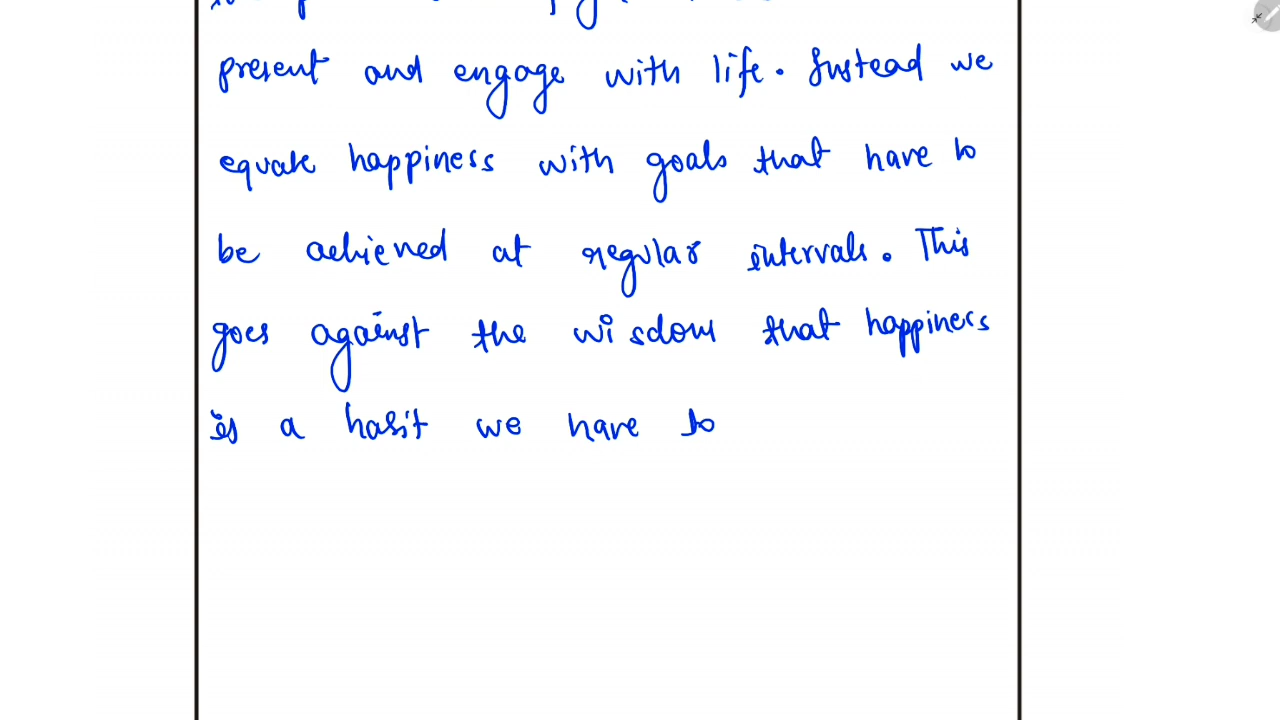 present and engage with life. Instead we
equate happiness with goals that have to
be achieved at regular intervals. This
goes against the wisdom that happiness
is a habit we have to